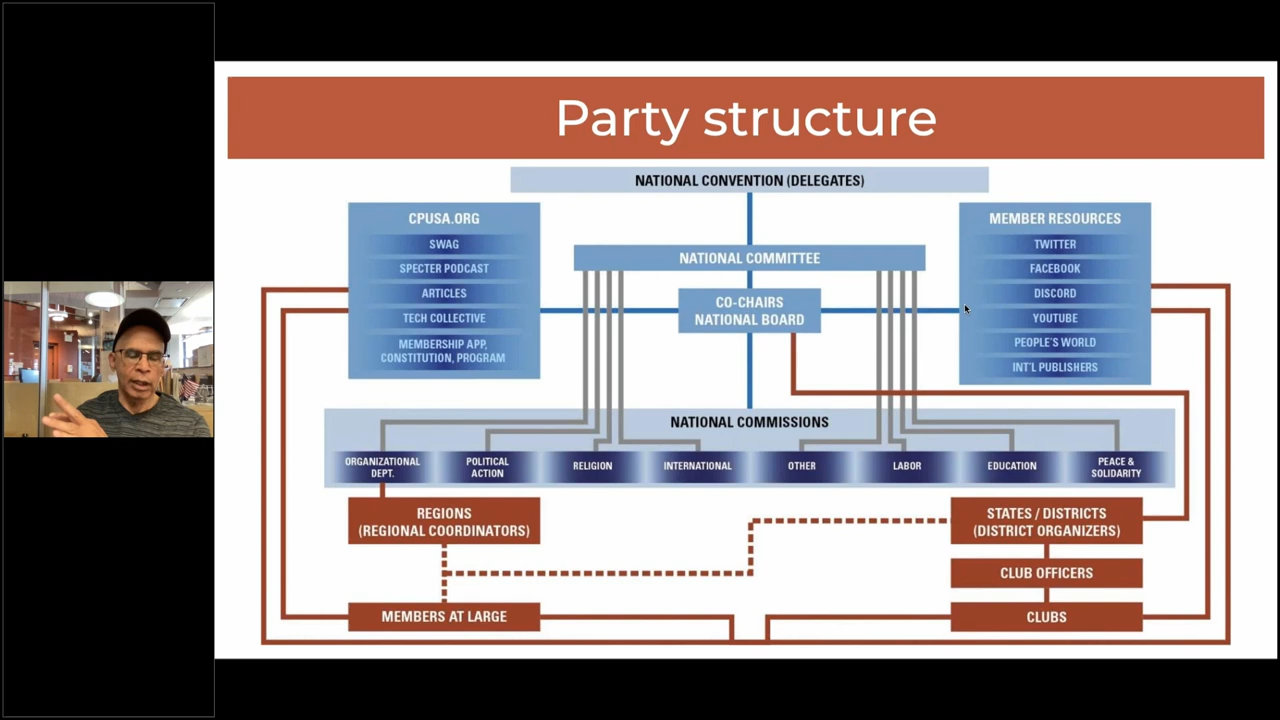 Party structure
NATIONAL CONVENTION (DELEGATES)
CPUSA.ORG
SWAG
SPECTER PODCAST
ARTICLES
TECH COLLECTIVE
MEMBERSHIP APP,
CONSTITUTION, PROGRAM
NATIONAL COMMITTEE
CO-CHAIRS
NATIONAL BOARD
MEMBER RESOURCES
TWITTER
FACEBOOK
DISCORD
YOUTUBE
PEOPLE'S WORLD
INT'L PUBLISHERS
NATIONAL COMMISSIONS
ORGANIZATIONAL
DEPT.
POLITICAL
ACTION
RELIGION
INTERNATIONAL
OTHER
LABOR
EDUCATION
PEACE &
SOLIDARITY
REGIONS
(REGIONAL COORDINATORS)
STATES / DISTRICTS
(DISTRICT ORGANIZERS)
CLUB OFFICERS
MEMBERS AT LARGE
CLUBS